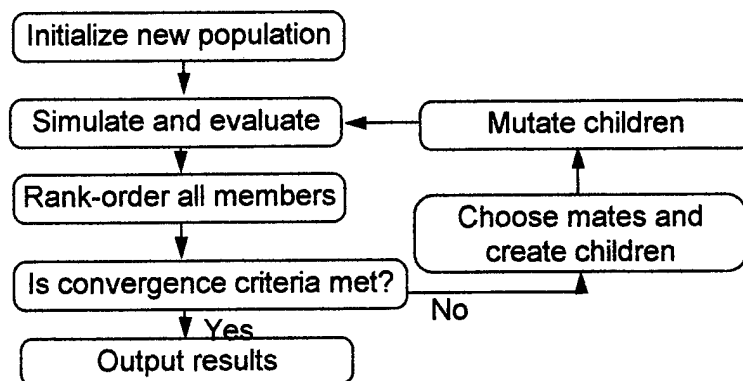 Initialize new population
Simulate and evaluate
Mutate children
Rank-order all members
Choose mates and
create children
Is convergence criteria met?
No
Yes
Output results